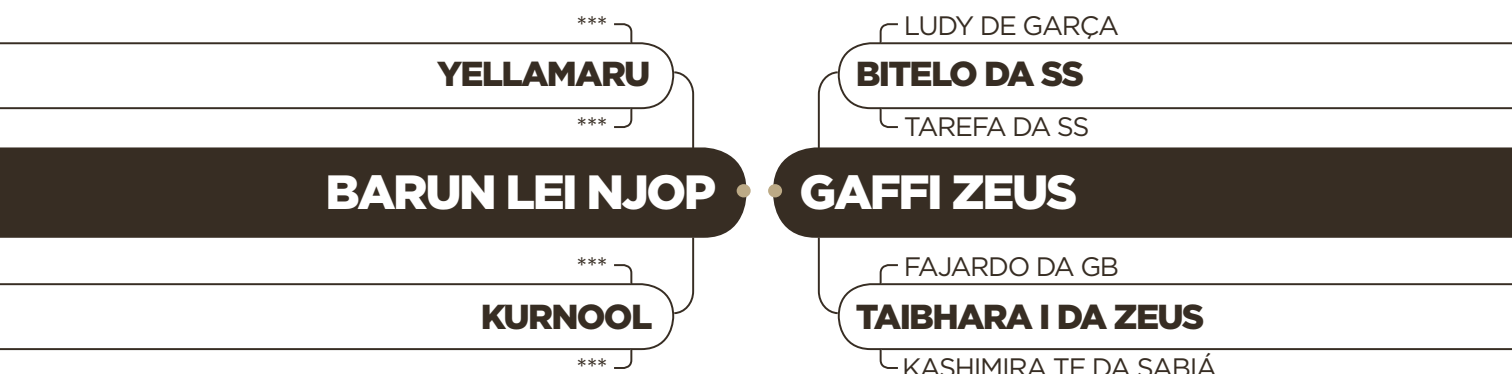 *** LUDY DE GARÇA
YELLAMARU BITELO DA SS
*** TAREFA DA SS
BARUN LEI NJOP GAFFI ZEUS
*** FAJARDO DA GB
KURNOOL TAIBHARA I DA ZEUS
*** KASHIMIRA TE DA SABIÁ